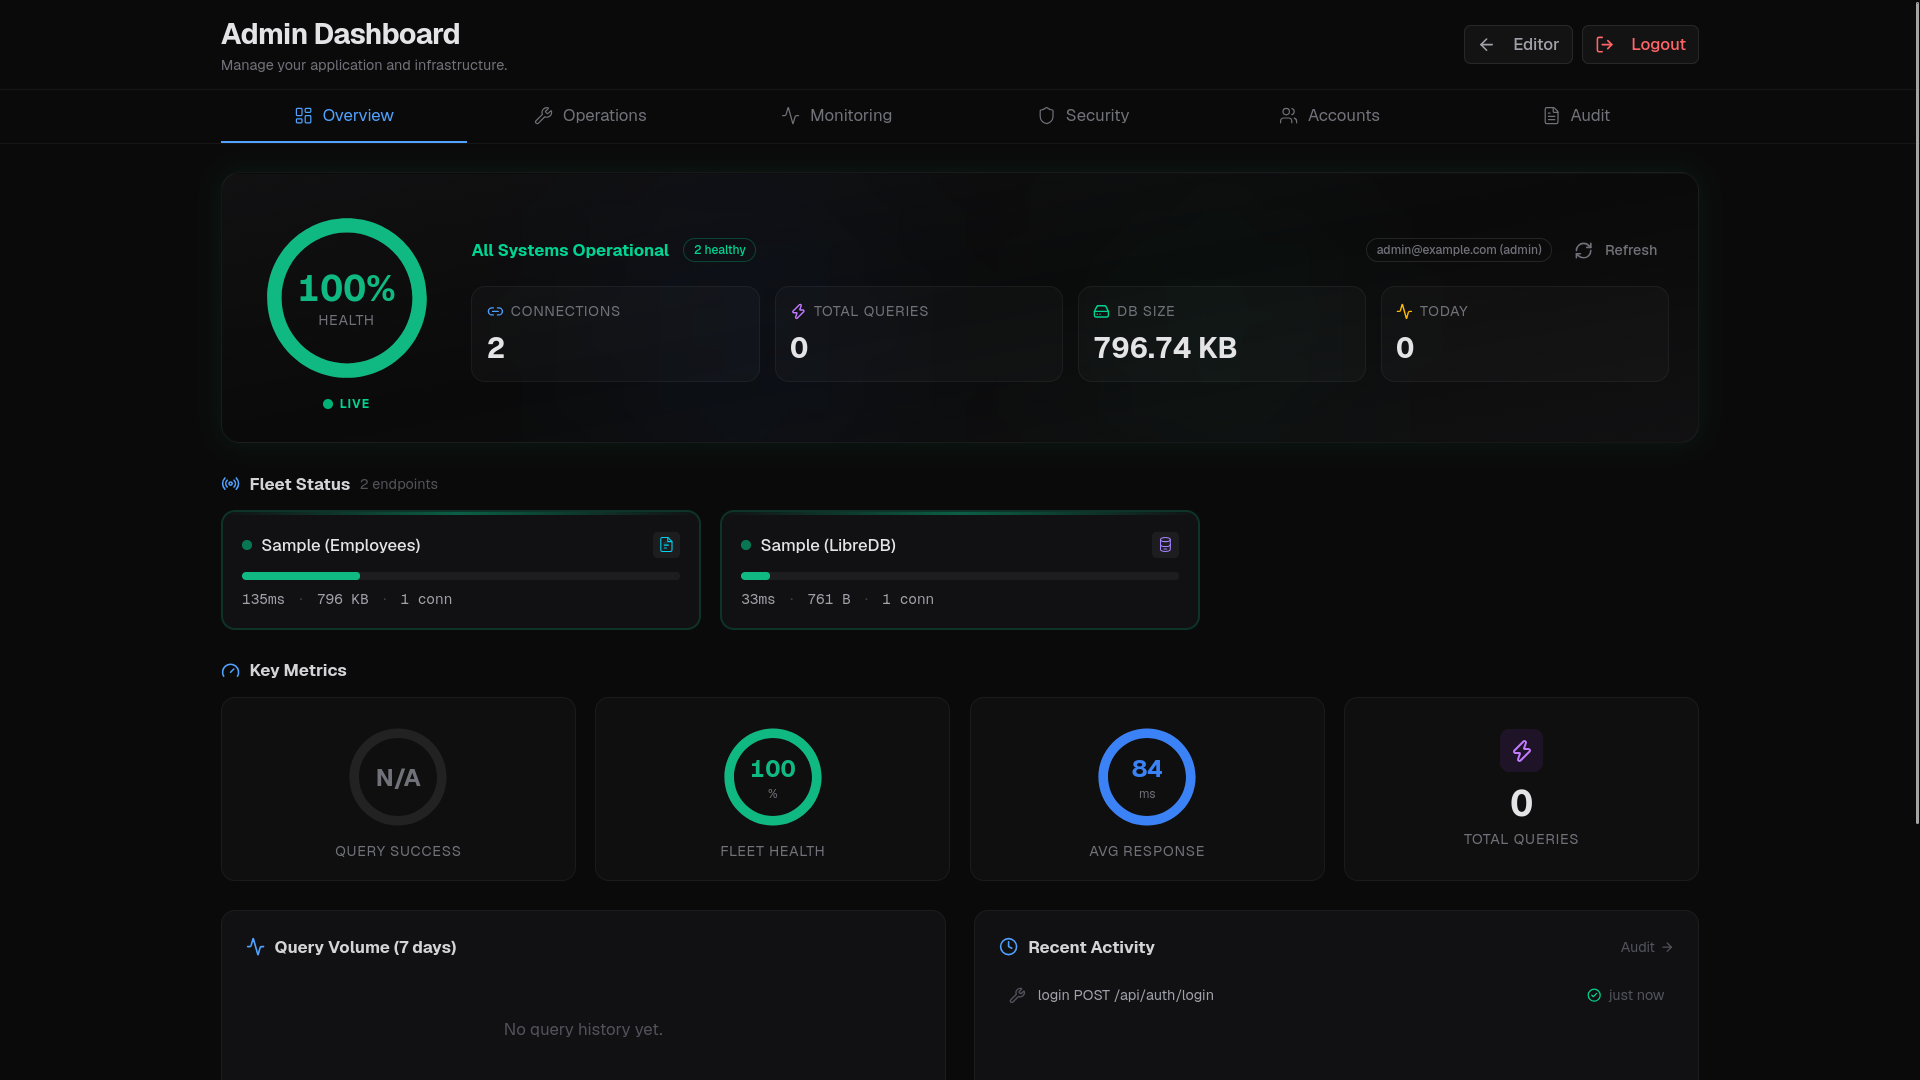 Admin Dashboard
Manage your application and infrastructure.
Editor
Logout
Overview
Operations
Monitoring
Security
Accounts
Audit
100%
HEALTH
LIVE
All Systems Operational
2 healthy
admin@example.com (admin)
Refresh
CONNECTIONS
2
TOTAL QUERIES
0
DB SIZE
796.74 KB
TODAY
0
Fleet Status 2 endpoints
Sample (Employees)
135ms · 796 KB · 1 conn
Sample (LibreDB)
33ms · 761 B · 1 conn
Key Metrics
N/A
QUERY SUCCESS
100
%
FLEET HEALTH
84
ms
AVG RESPONSE
0
TOTAL QUERIES
Query Volume (7 days)
No query history yet.
Recent Activity
Audit
login POST /api/auth/login
just now